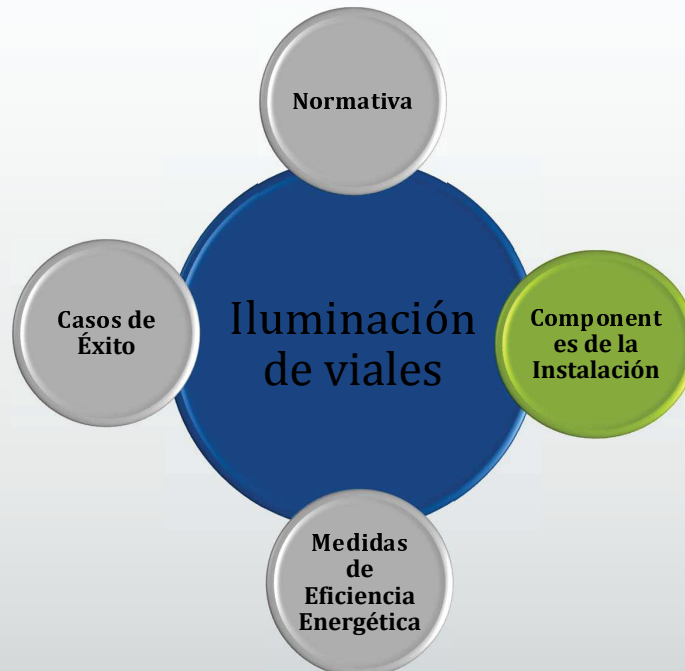 Normativa
Casos de
Éxito
Iluminación
de viales
Component
es de la
Instalación
Medidas
de
Eficiencia
Energética